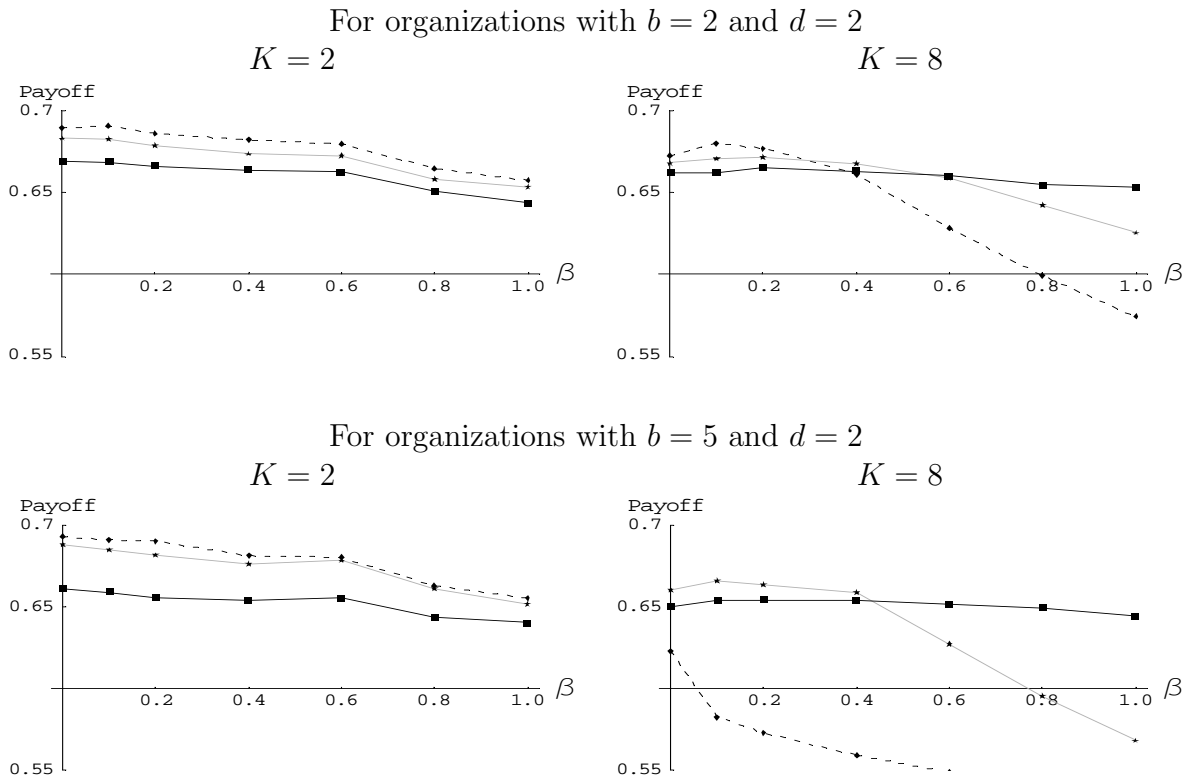 For organizations with b = 2 and d = 2
K = 2
K = 8
Payoff
0.7
0.65
0.55
0.2 0.4 0.6 0.8 1.0 β
Payoff
0.7
0.65
0.55
0.2 0.4 0.6 0.8 1.0 β
For organizations with b = 5 and d = 2
K = 2
K = 8
Payoff
0.7
0.65
0.55
0.2 0.4 0.6 0.8 1.0 β
Payoff
0.7
0.65
0.55
0.2 0.4 0.6 0.8 1.0 β